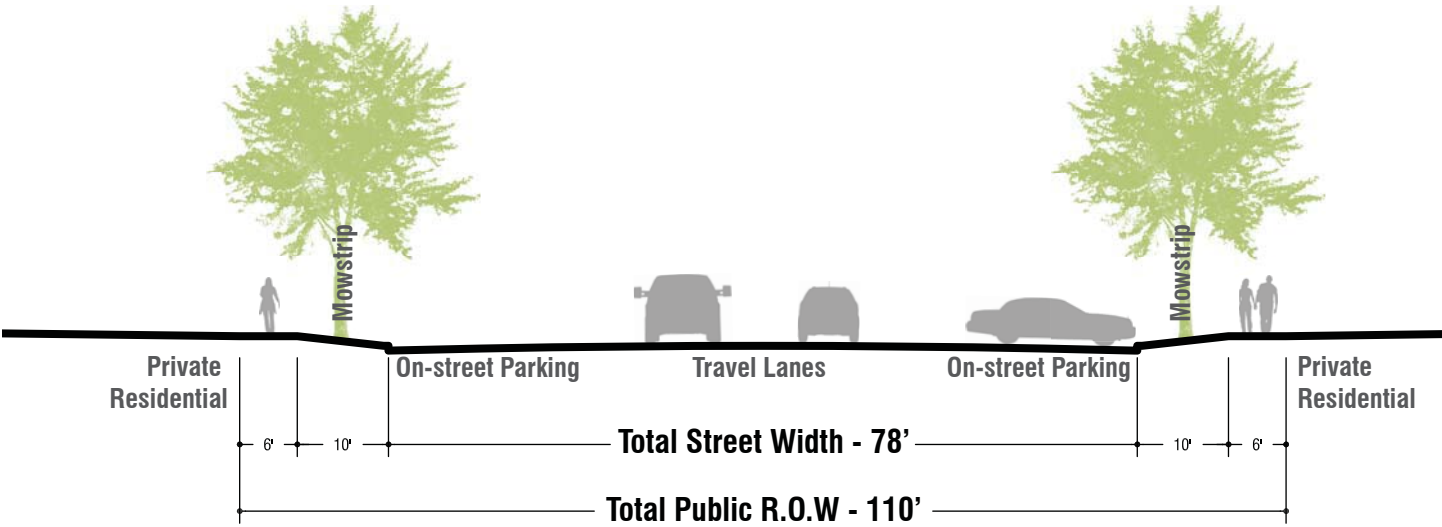 Mowstrip
Mowstrip
Private
Residential
On-street Parking
Travel Lanes
On-street Parking
Private
Residential
6'
10'
Total Street Width - 78’
10'
6'
Total Public R.O.W - 110’